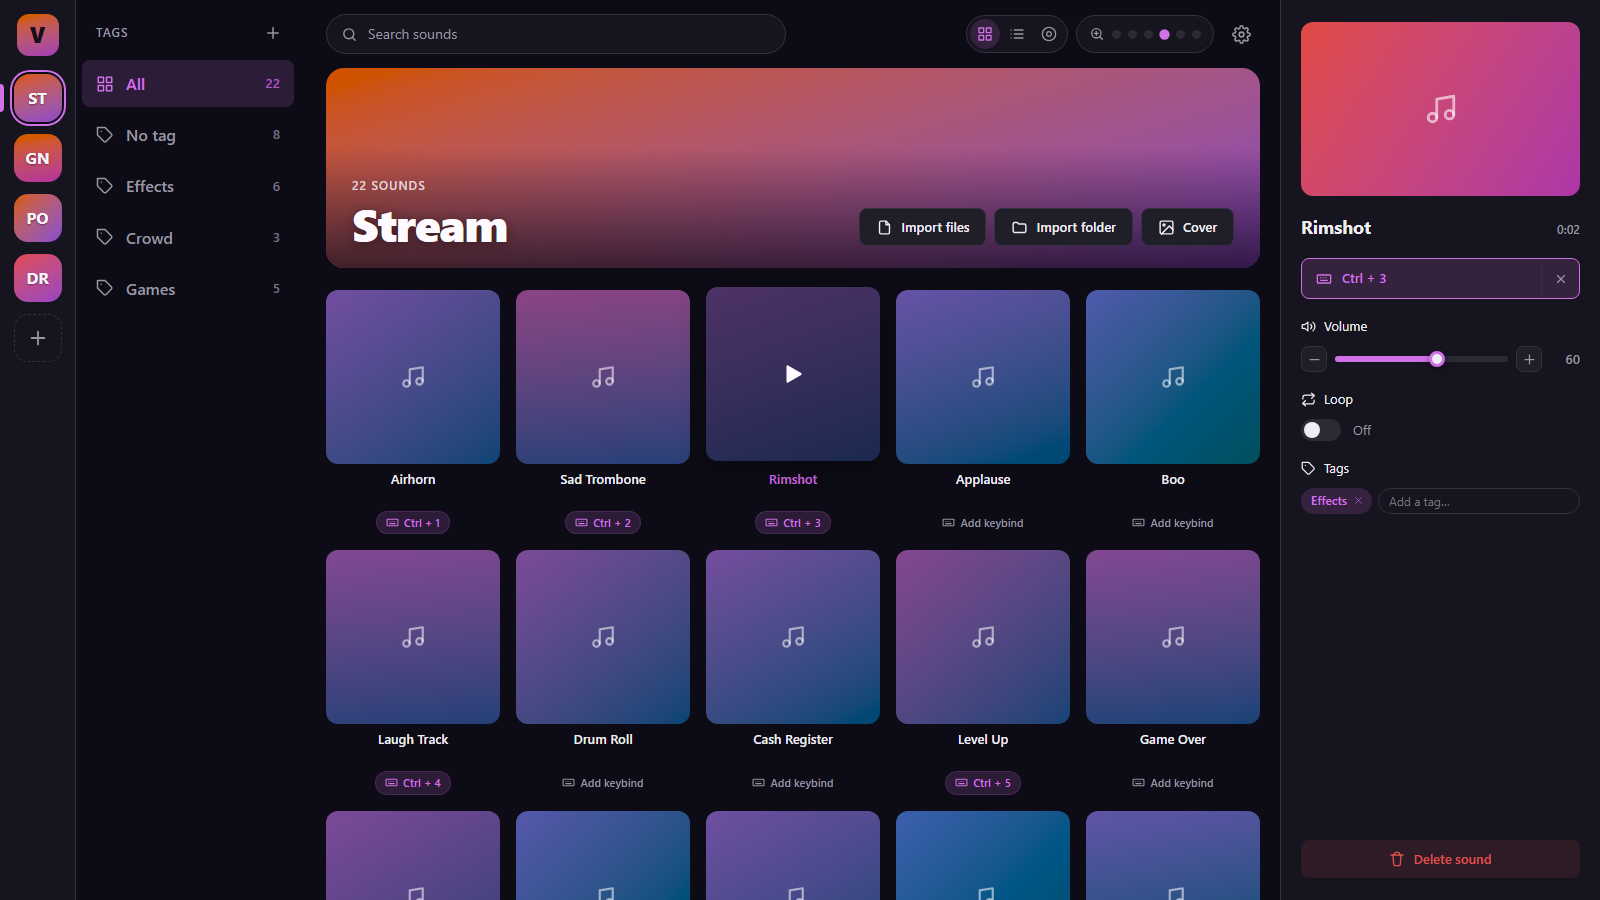 V
ST
GN
PO
DR
TAGS
All 22
No tag 8
Effects 6
Crowd 3
Games 5
Search sounds
22 SOUNDS
Stream
Import files
Import folder
Cover
Airhorn
Sad Trombone
Rimshot
Applause
Boo
Ctrl + 1
Ctrl + 2
Ctrl + 3
Add keybind
Add keybind
Laugh Track
Drum Roll
Cash Register
Level Up
Game Over
Ctrl + 4
Add keybind
Add keybind
Ctrl + 5
Add keybind
Rimshot 0:02
Ctrl + 3
Volume
60
Loop
Off
Tags
Effects
Add a tag...
Delete sound